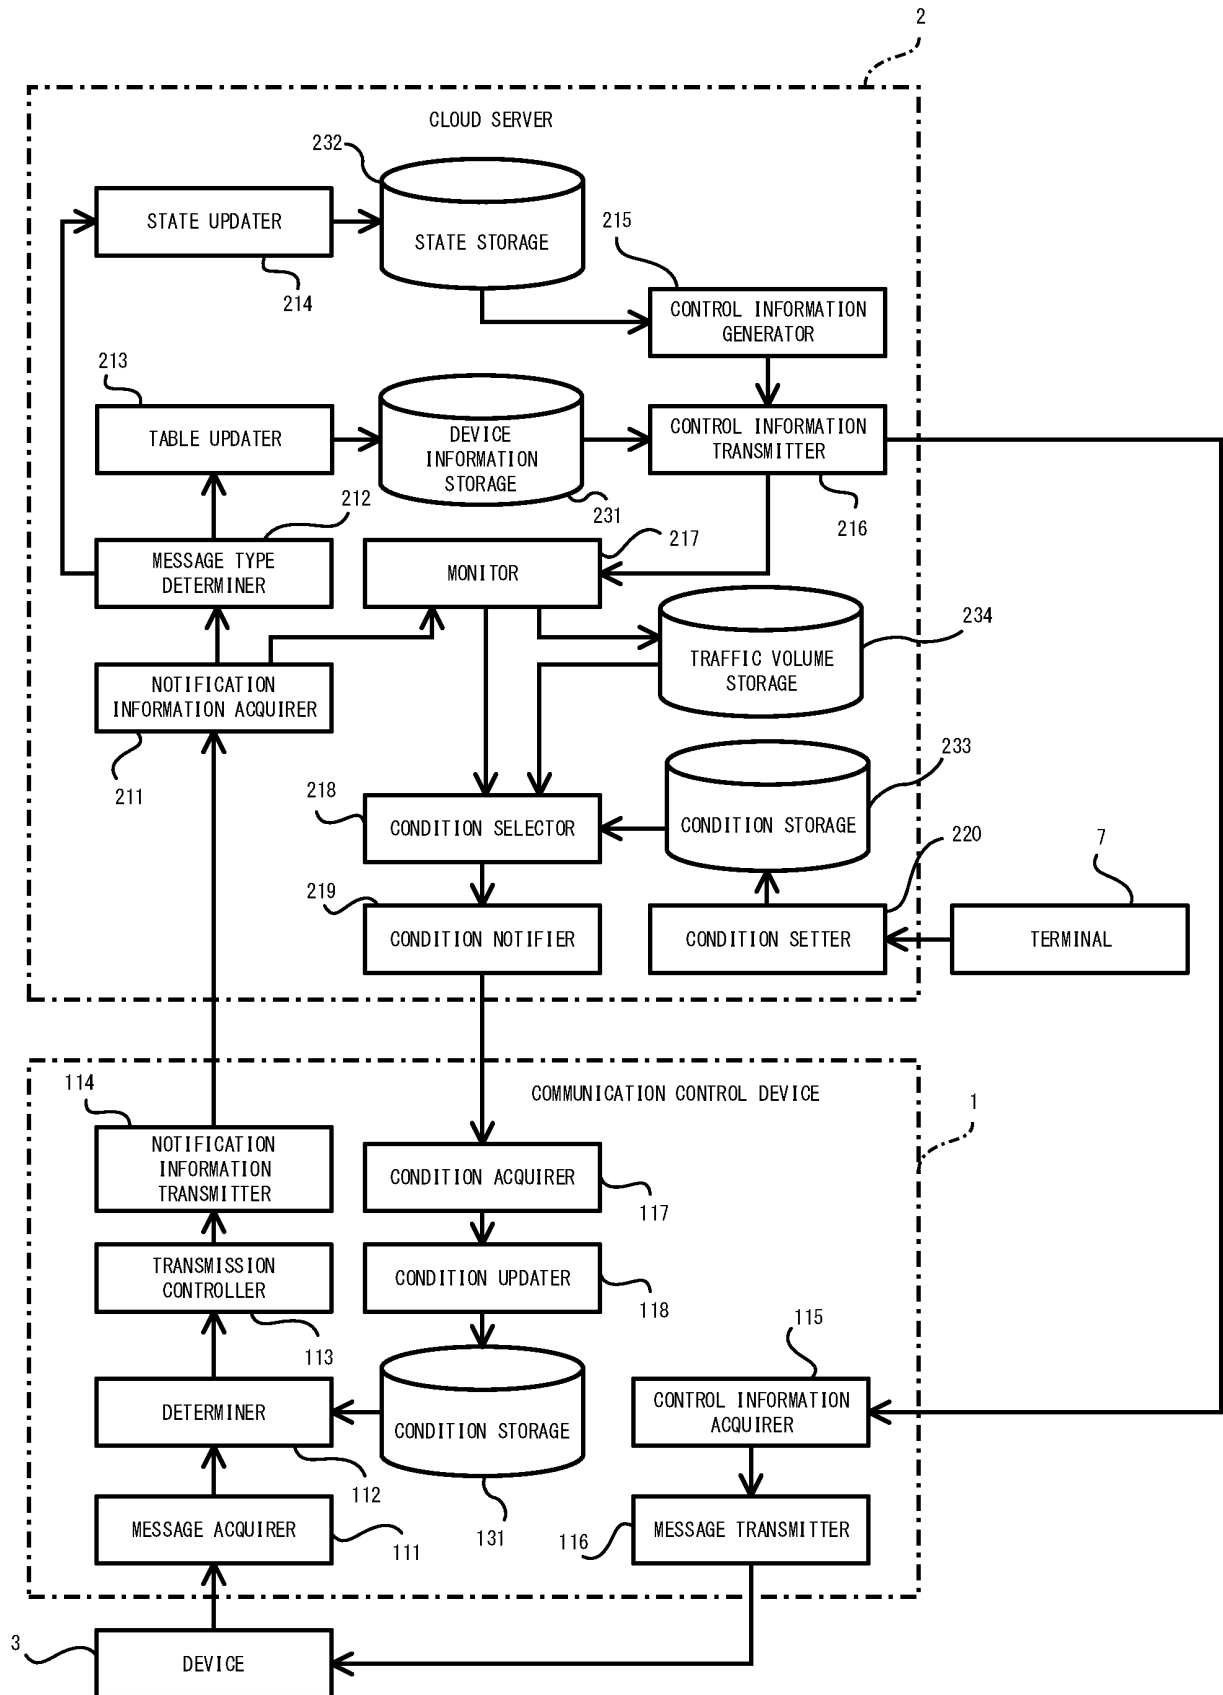 2
CLOUD SERVER
232
STATE UPDATER
214
STATE STORAGE
215
CONTROL INFORMATION
GENERATOR
213
TABLE UPDATER
DEVICE
INFORMATION
STORAGE
231
CONTROL INFORMATION
TRANSMITTER
216
212
MESSAGE TYPE
DETERMINER
217
MONITOR
234
TRAFFIC VOLUME
STORAGE
NOTIFICATION
INFORMATION ACQUIRER
211
233
218
CONDITION SELECTOR
CONDITION STORAGE
220
7
219
CONDITION NOTIFIER
CONDITION SETTER
TERMINAL
114
COMMUNICATION CONTROL DEVICE
1
NOTIFICATION
INFORMATION
TRANSMITTER
CONDITION ACQUIRER
117
TRANSMISSION
CONTROLLER
113
CONDITION UPDATER
118
115
DETERMINER
112
CONDITION STORAGE
131
CONTROL INFORMATION
ACQUIRER
MESSAGE ACQUIRER
111
116
MESSAGE TRANSMITTER
3
DEVICE